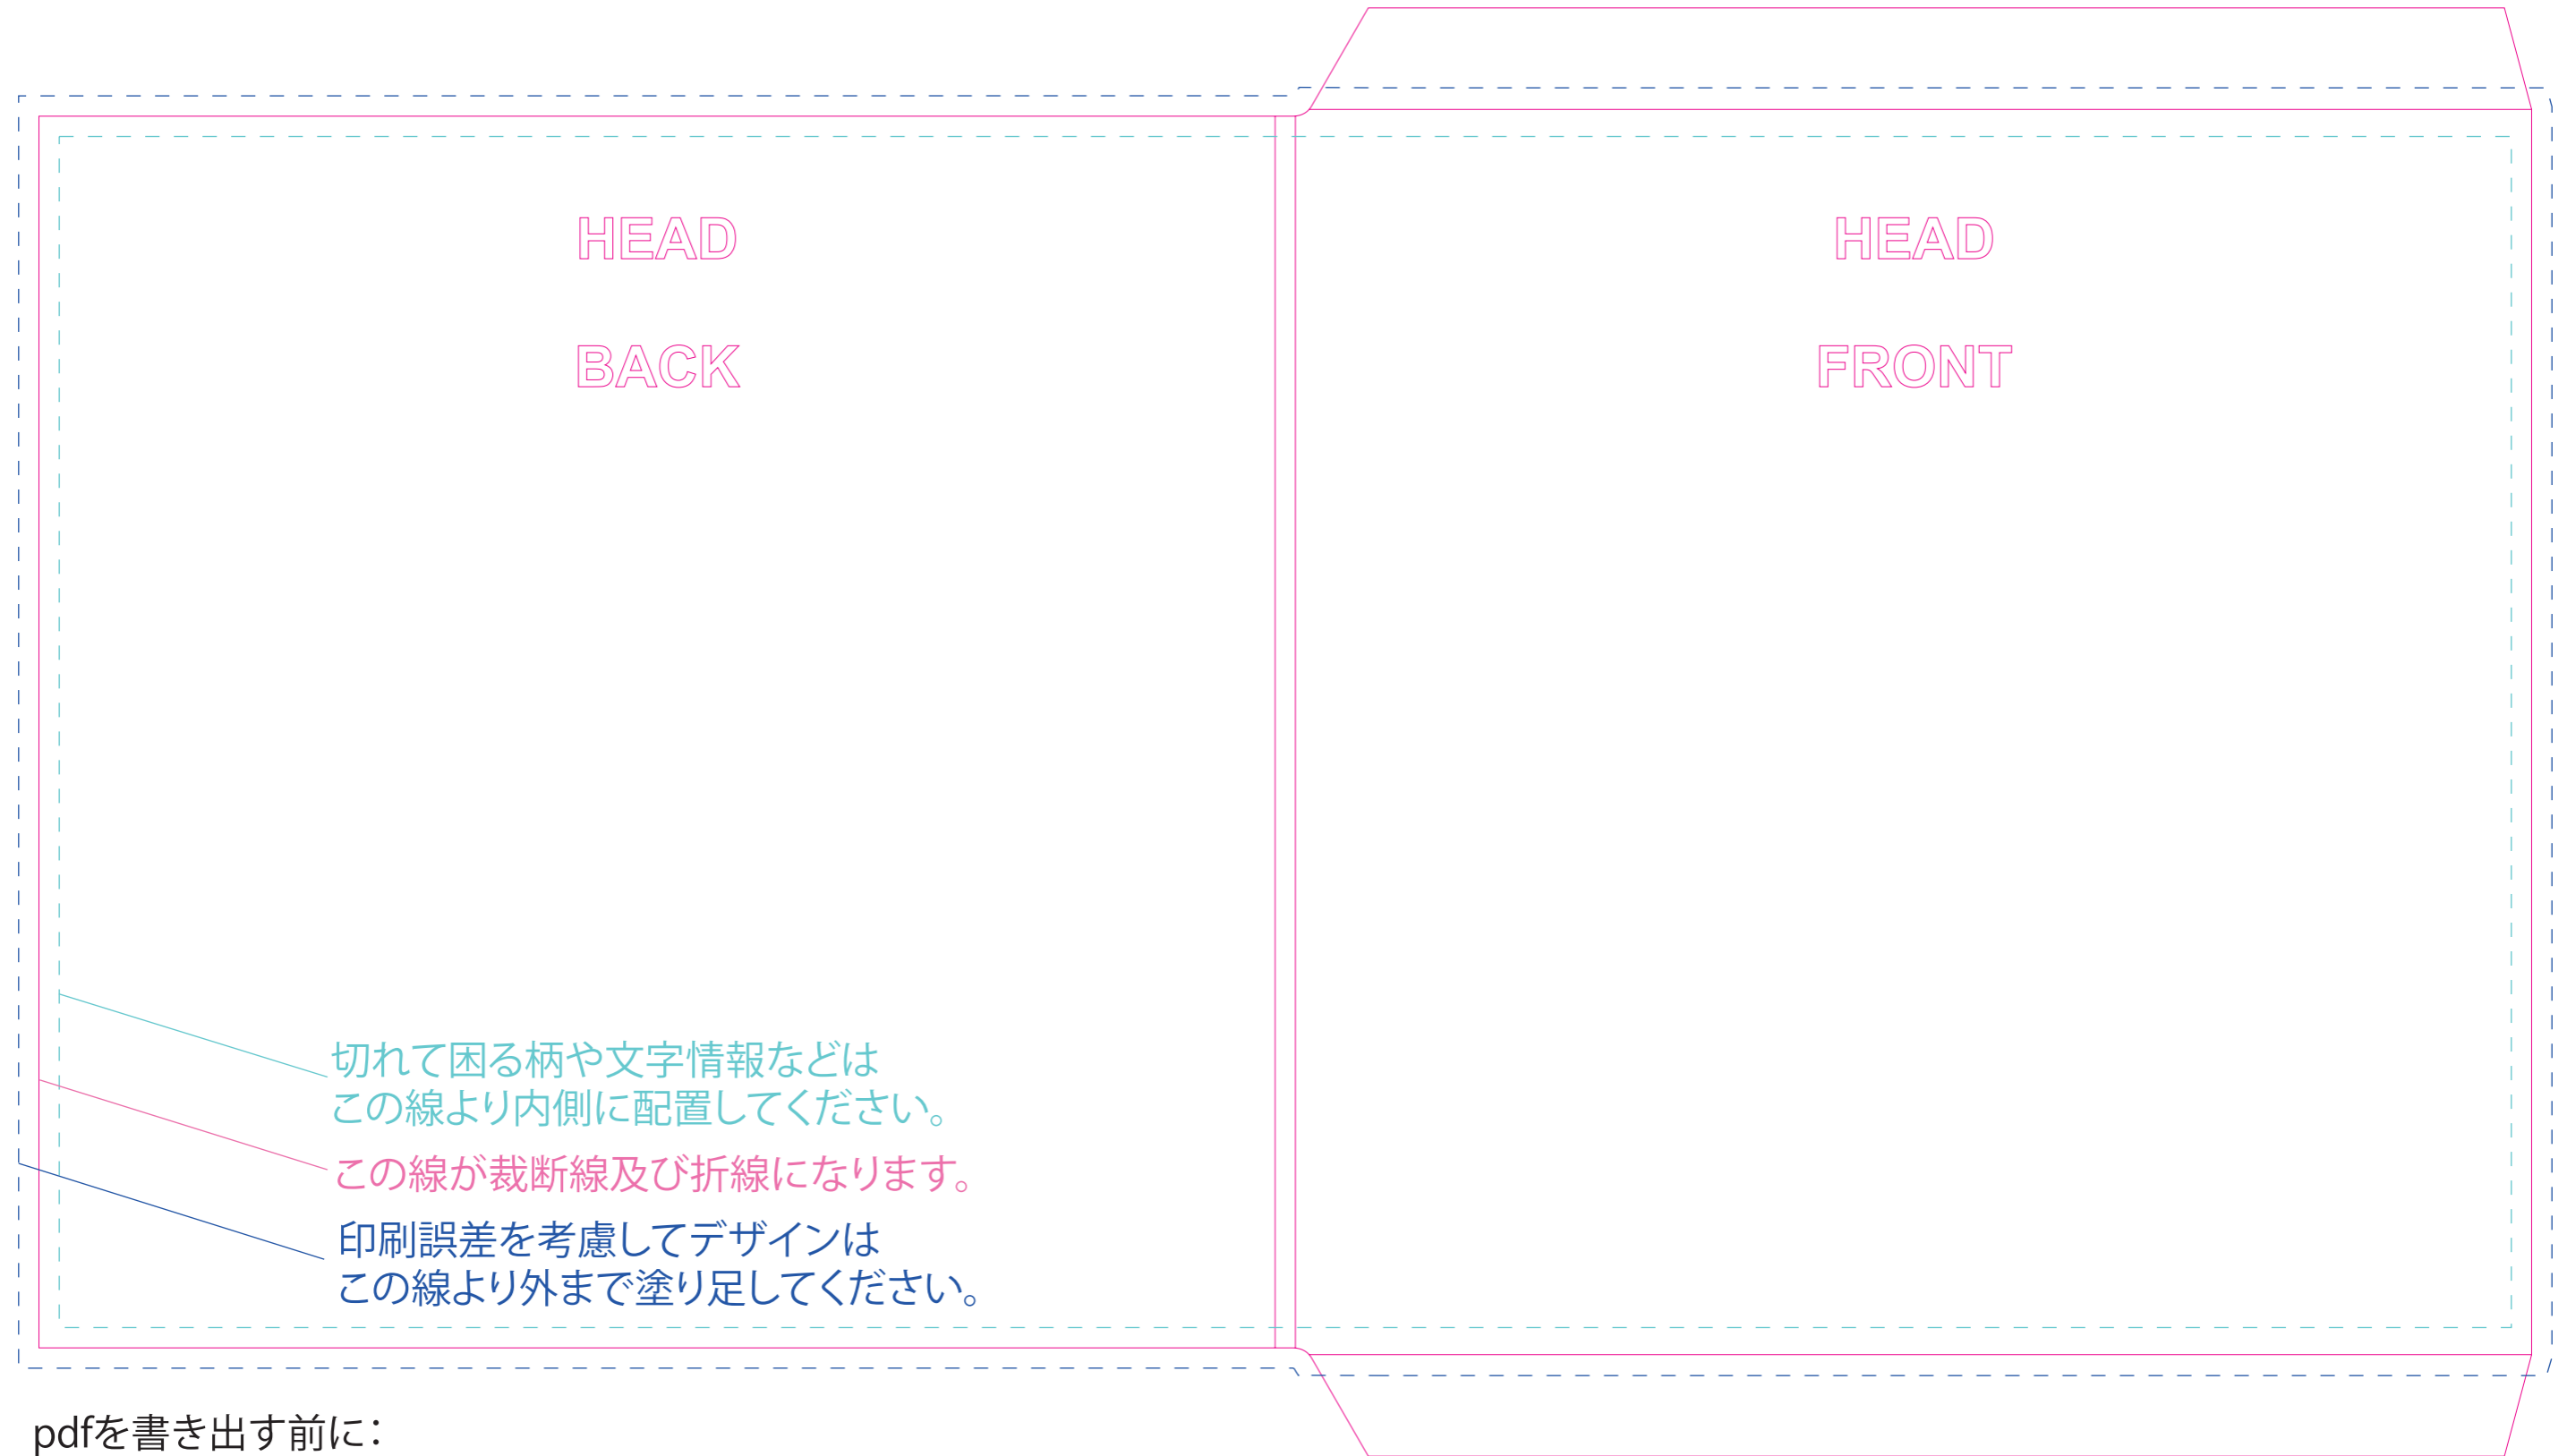 HEAD
BACK
HEAD
FRONT
切れて困る柄や文字情報などは
この線より内側に配置してください。
この線が裁断線及び折線になります。
印刷誤差を考慮してデザインは
この線より外まで塗り足してください。
pdfを書き出す前に：